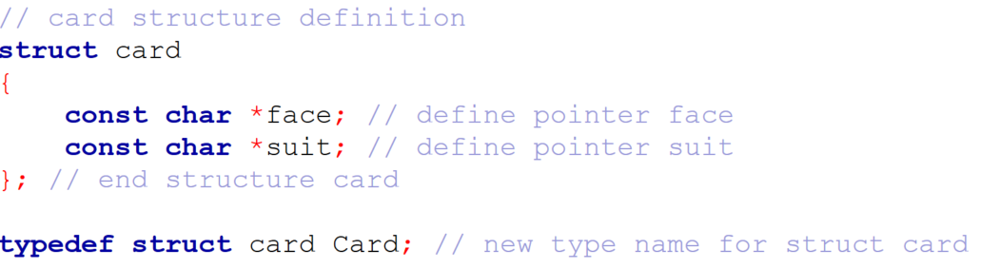 // card structure definition
struct card
{
    const char *face; // define pointer face
    const char *suit; // define pointer suit
}; // end structure card

typedef struct card Card; // new type name for struct card